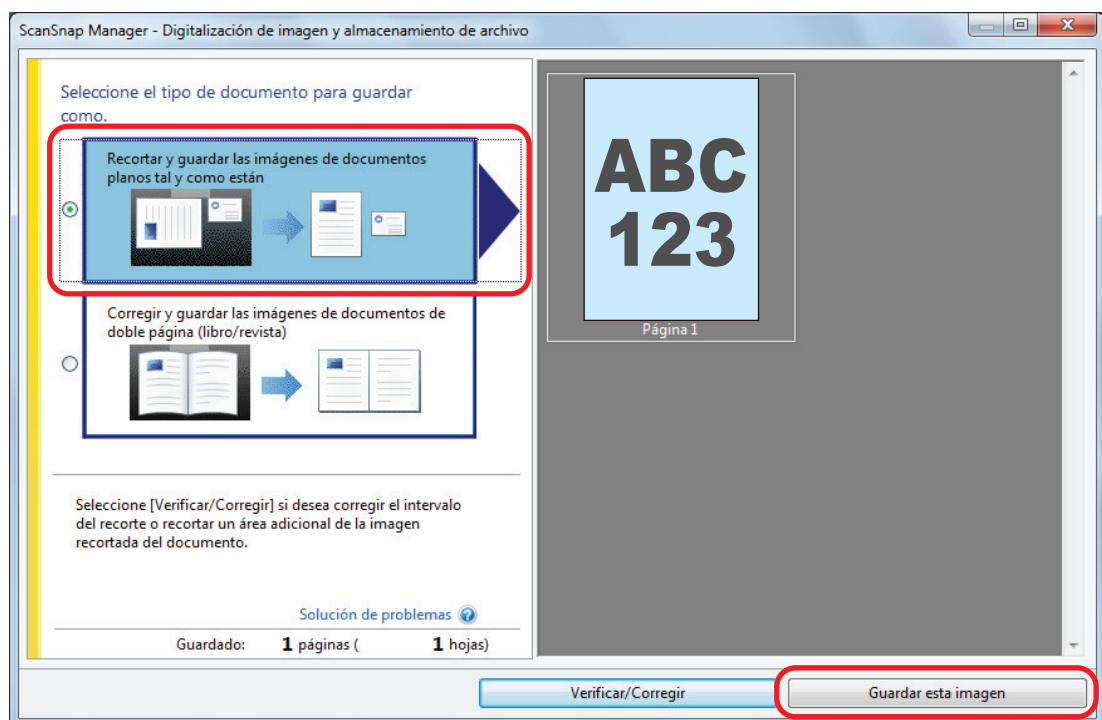 ScanSnap Manager - Digitalización de imagen y almacenamiento de archivo
Seleccione el tipo de documento para guardar
como.
Recortar y guardar las imágenes de documentos
planos tal y como están
Corregir y guardar las imágenes de documentos de
doble página (libro/revista)
Seleccione [Verificar/Corregir] si desea corregir el intervalo
del recorte o recortar un área adicional de la imagen
recortada del documento.
Solución de problemas
Guardado: 1 páginas ( 1 hojas)
ABC
123
Página 1
Verificar/Corregir
Guardar esta imagen